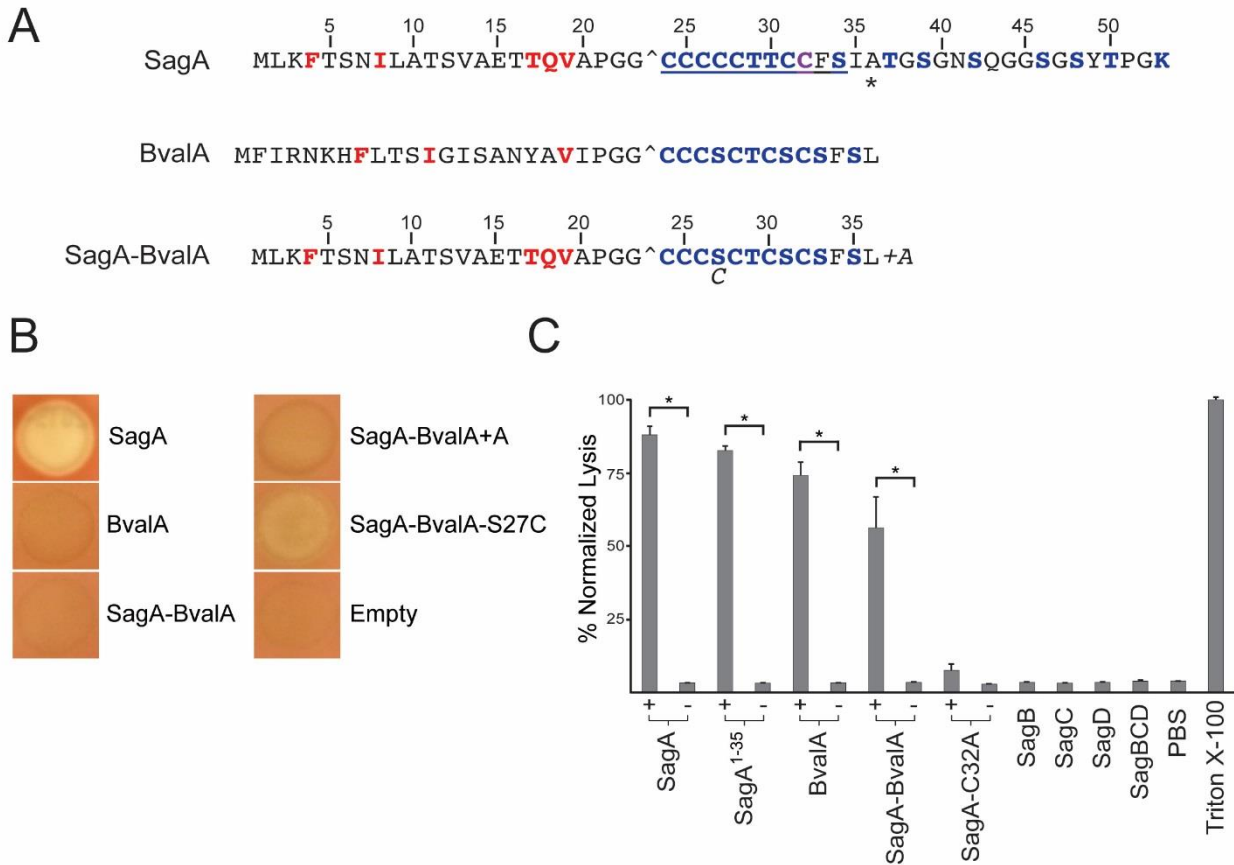 A
5 10 15 20 25 30 35 40 45 50
SagA MLKFTSNILATSVAETTQVAPGG^CCCCCTTCCFSIATGSGNSQGGSGSYTPGK
*
BvalA MFIRNKHFLTSIGISANYAVIPGG^CCCSCTCSCSFSL
5 10 15 20 25 30 35
SagA-BvalA MLKFTSNILATSVAETTQVAPGG^CCCSCTCSCSFSL+A
C
B
SagA
BvalA
SagA-BvalA
SagA-BvalA+A
SagA-BvalA-S27C
Empty
C
% Normalized Lysis
100
75
50
25
* * * *
+ - + - + - + - + -
SagA
SagA1-35
BvalA
SagA-BvalA
SagA-C32A
SagB
SagC
SagD
SagBCD
PBS
Triton X-100